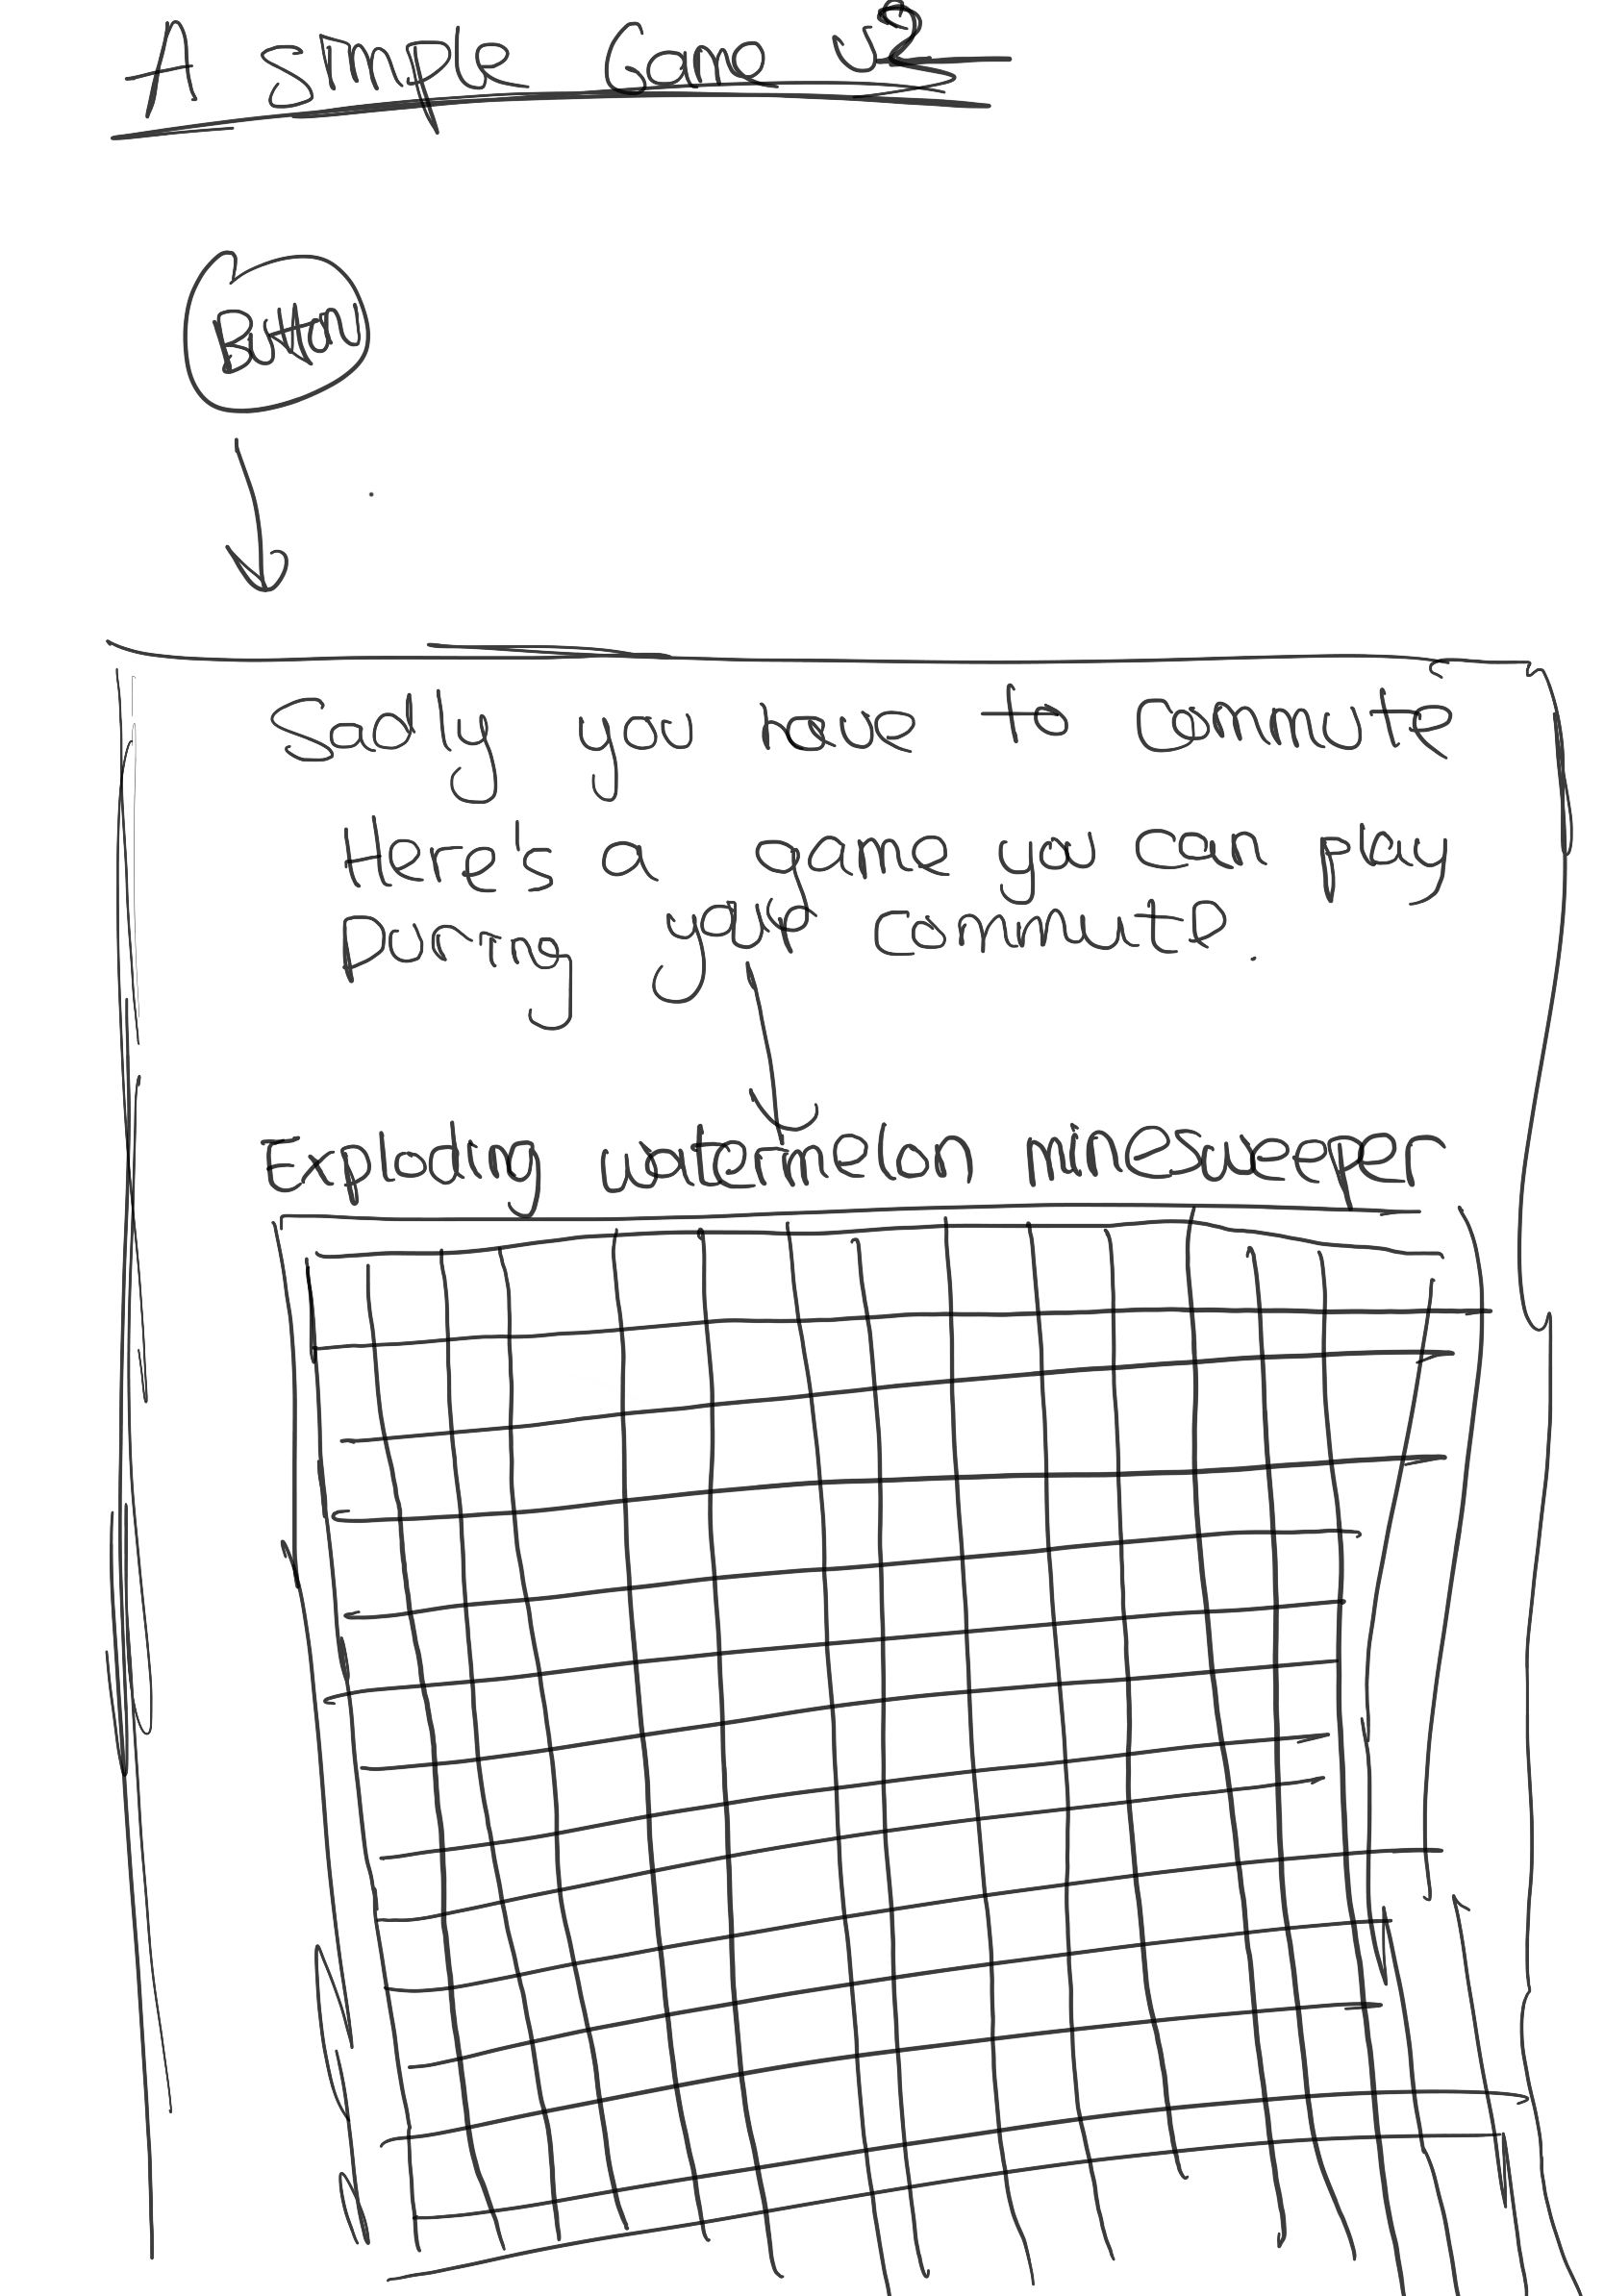 A simple Game v2
Button
Sadly you have to commute
Here's a game you can play
During your commute.
Exploding watermelon minesweeper